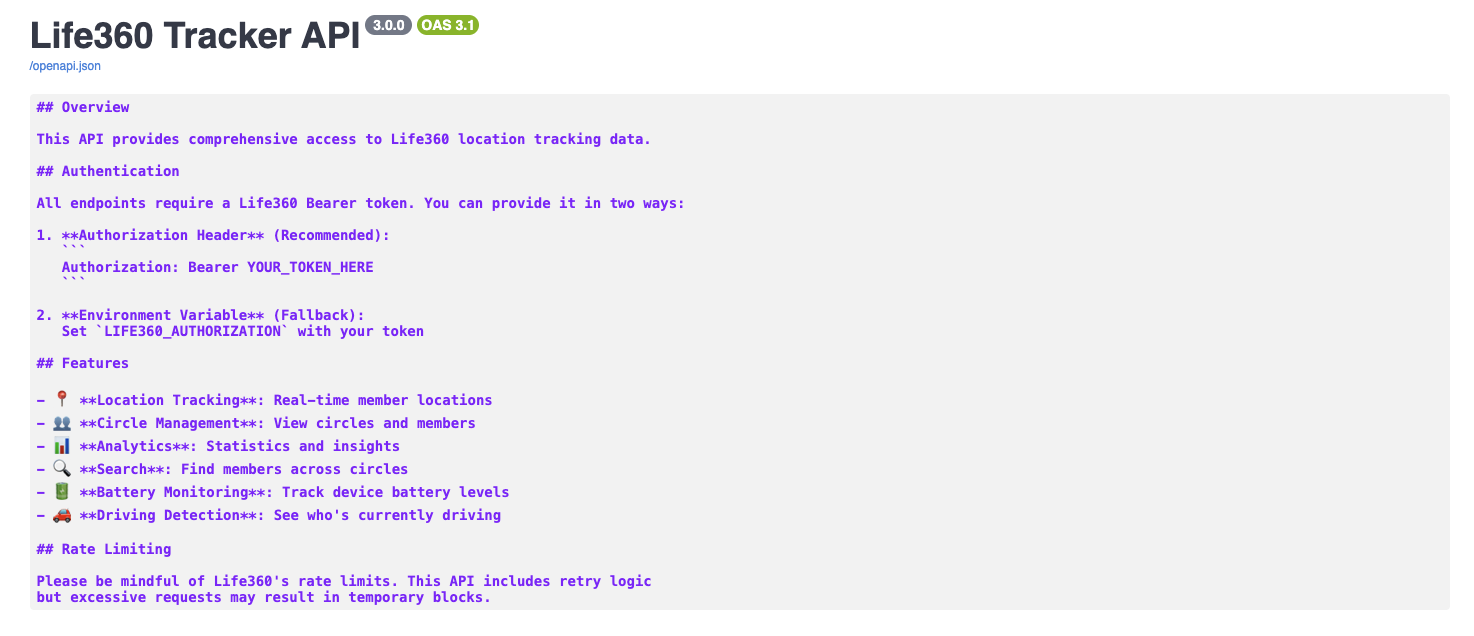 Life360 Tracker API 3.0.0 OAS 3.1
/openapi.json
## Overview
This API provides comprehensive access to Life360 location tracking data.
## Authentication
All endpoints require a Life360 Bearer token. You can provide it in two ways:
1. **Authorization Header** (Recommended):
```
Authorization: Bearer YOUR_TOKEN_HERE
```
2. **Environment Variable** (Fallback):
Set `LIFE360_AUTHORIZATION` with your token
## Features
- 📍 **Location Tracking**: Real-time member locations
- 👥 **Circle Management**: View circles and members
- 📊 **Analytics**: Statistics and insights
- 🔍 **Search**: Find members across circles
- 🔋 **Battery Monitoring**: Track device battery levels
- 🚗 **Driving Detection**: See who's currently driving
## Rate Limiting
Please be mindful of Life360's rate limits. This API includes retry logic
but excessive requests may result in temporary blocks.